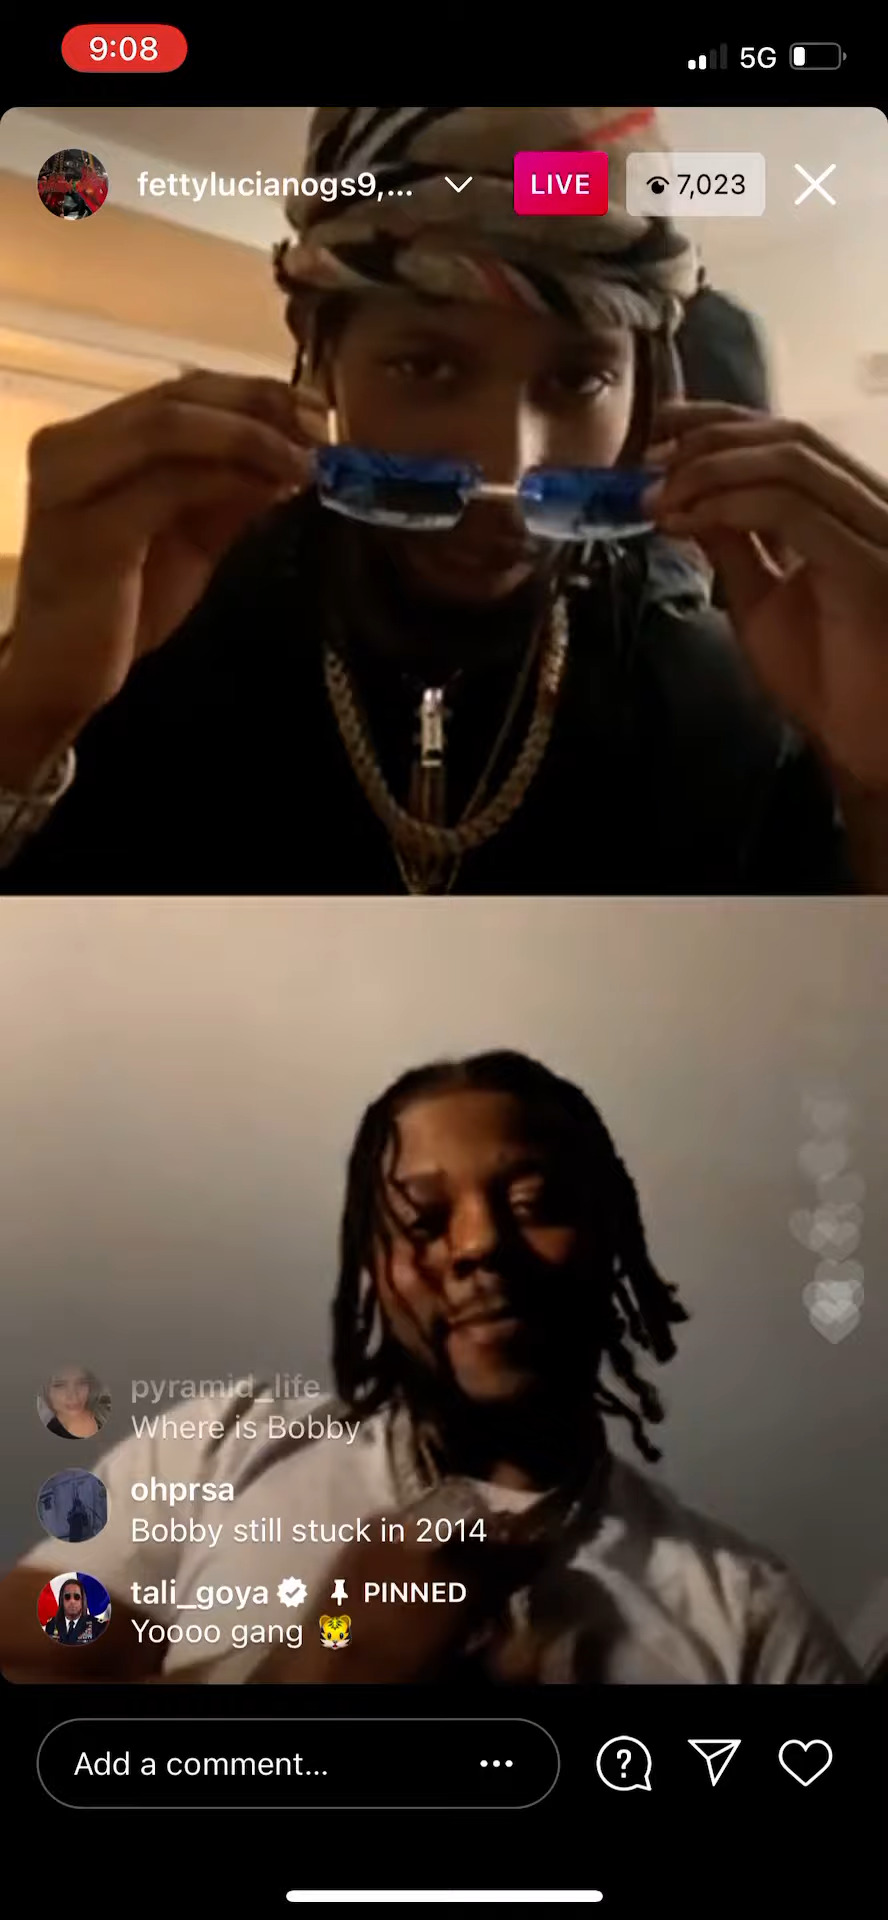 9:08
5G
fettylucianogs9,...
LIVE
7,023
pyramid_life
Where is Bobby
ohprsa
Bobby still stuck in 2014
tali_goya PINNED
Yoooo gang 🐯
Add a comment...